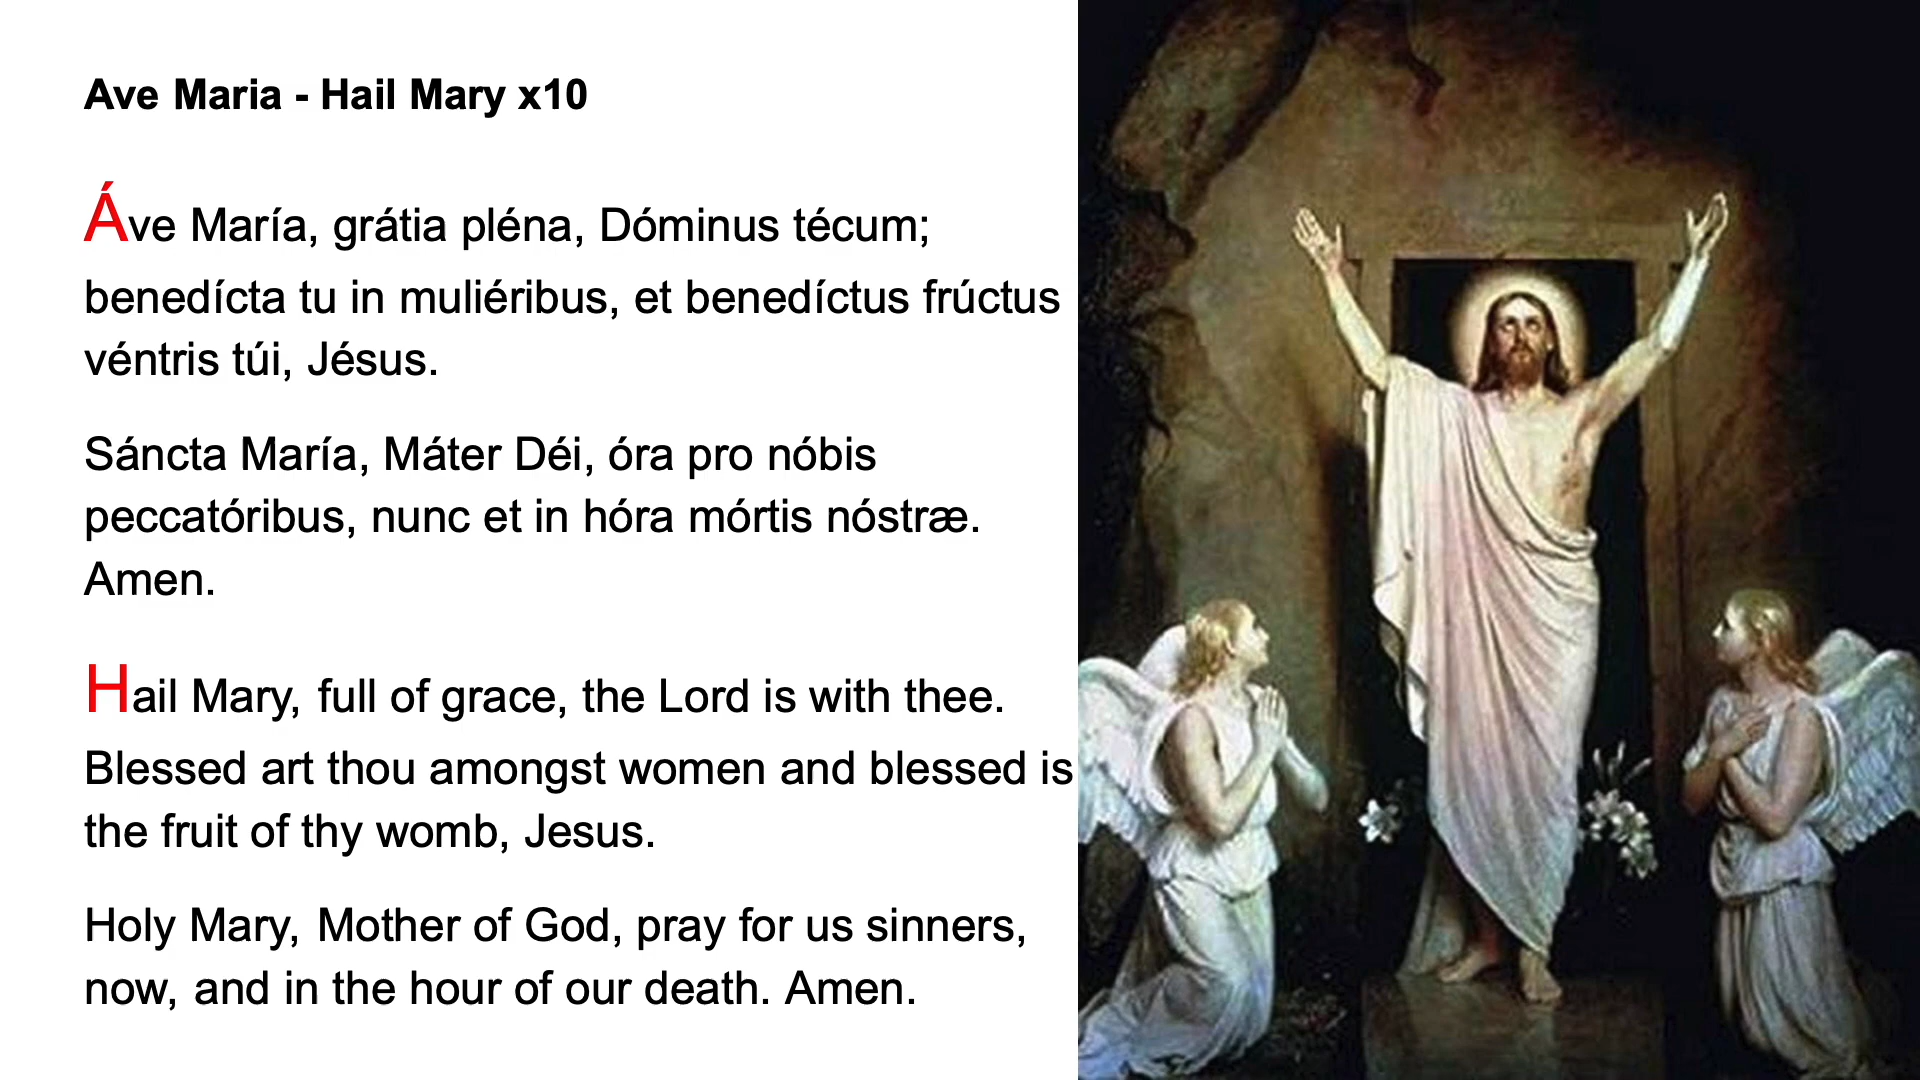 Ave Maria - Hail Mary x10
Áve María, grátia pléna, Dóminus técum;
benedícta tu in muliéribus, et benedíctus frúctus
véntris túi, Jésus.
Sáncta María, Máter Déi, óra pro nóbis
peccatóribus, nunc et in hóra mórtis nóstræ.
Amen.
Hail Mary, full of grace, the Lord is with thee.
Blessed art thou amongst women and blessed is
the fruit of thy womb, Jesus.
Holy Mary, Mother of God, pray for us sinners,
now, and in the hour of our death. Amen.